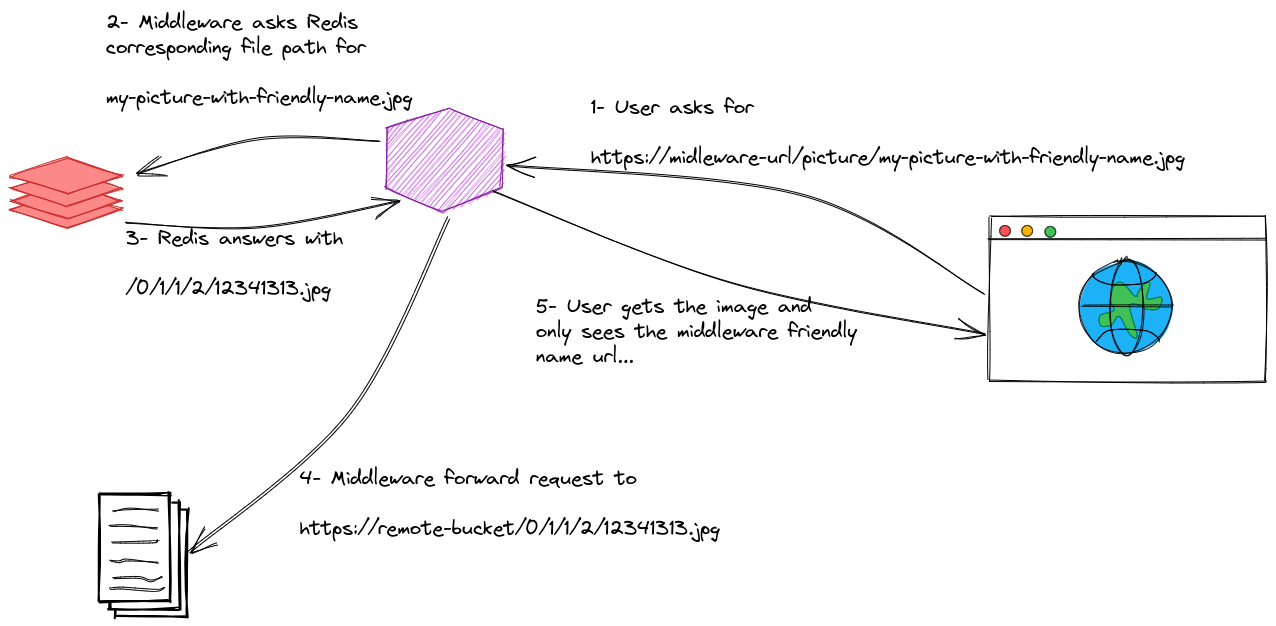 2- Middleware asks Redis
corresponding file path for
my-picture-with-friendly-name.jpg
1- User asks for
https://midleware-url/picture/my-picture-with-friendly-name.jpg
3- Redis answers with
/0/1/1/2/12341313.jpg
5- User gets the image and
only sees the middleware friendly
name url...
4- Middleware forward request to
https://remote-bucket/0/1/1/2/12341313.jpg